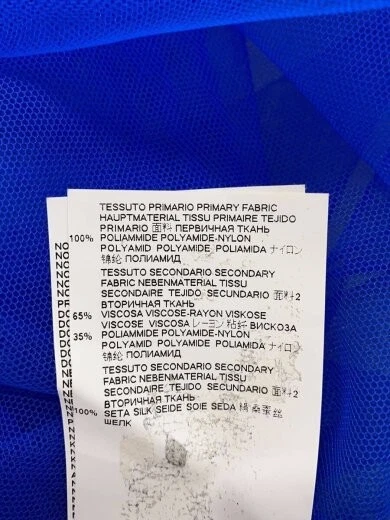 TESSUTO PRIMARIO PRIMARY FABRIC
HAUPTMATERIAL TISSU PRIMAIRE TEJIDO
PRIMARIO 面料 ПЕРВИЧНАЯ ТКАНЬ
100% POLIAMMIDE POLYAMIDE-NYLON
POLYAMID POLYAMIDE POLIAMIDA ナイロン
锦纶 ПОЛИАМИД
TESSUTO SECONDARIO SECONDARY
FABRIC NEBENMATERIAL TISSU
SECONDAIRE TEJIDO SECUNDARIO 面料2
ВТОРИЧНАЯ ТКАНЬ
65% VISCOSA VISCOSE-RAYON VISKOSE
VISCOSE VISCOSA レーヨン 粘纤 ВИСКОЗА
35% POLIAMMIDE POLYAMIDE-NYLON
POLYAMID POLYAMIDE POLIAMIDA ナイロン
锦纶 ПОЛИАМИД
TESSUTO SECONDARIO SECONDARY
FABRIC NEBENMATERIAL TISSU
SECONDAIRE TEJIDO SECUNDARIO 面料2
ВТОРИЧНАЯ ТКАНЬ
100% SETA SILK SEIDE SOIE SEDA 絹 桑蚕丝
ШЕЛК